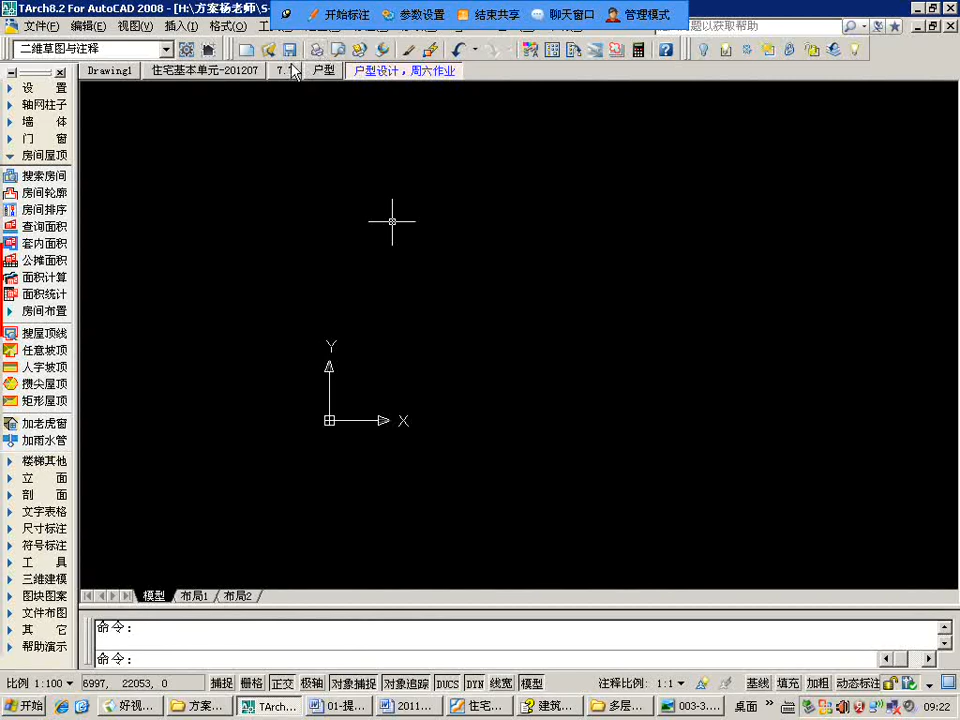 TArch8.2 For AutoCAD 2008 - [H:\方案杨老师\S-
开始标注 参数设置 结束共享 聊天窗口 管理模式
文件(F) 编辑(E) 视图(V) 插入(I) 格式(O) 题以获取帮助
二维草图与注释
Drawing1 住宅基本单元-201207 7. 户型 户型设计，周六作业
设 置
轴网柱子
墙 体
门 窗
房间屋顶
搜索房间
房间轮廓
房间排序
查询面积
套内面积
公摊面积
面积计算
面积统计
房间布置
搜屋顶线
任意坡顶
人字坡顶
攒尖屋顶
矩形屋顶
加老虎窗
加雨水管
楼梯其他
立 面
剖 面
文字表格
尺寸标注
符号标注
工 具
三维建模
图块图案
文件布图
其 它
帮助演示
Y
X
模型 布局1 布局2
命令:
命令:
比例 1:100 6997, 22053, 0 捕捉 栅格 正交 极轴 对象捕捉 对象追踪 DUCS DYN 线宽 模型 注释比例: 1:1 基线 填充 加粗 动态标注
开始 好视... 方案... TArch... 01-提... 2011... 住宅... 建筑... 多层... 003-3... 桌面 » 09:22